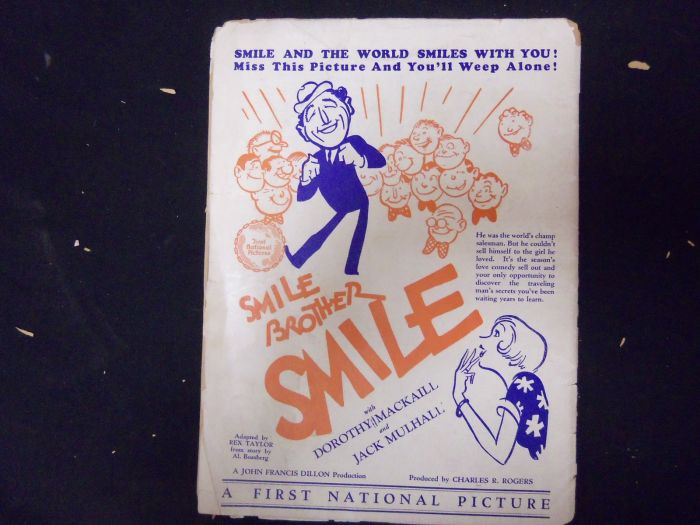 SMILE AND THE WORLD SMILES WITH YOU!
Miss This Picture And You'll Weep Alone!
First
National
Pictures
He was the world's champ
salesman. But he couldn't
sell himself to the girl he
loved. It's the season's
love comedy sell out and
your only opportunity to
discover the traveling
man's secrets you've been
waiting years to learn.
SMILE
BROTHER
SMILE
with
DOROTHY MACKAILL
and
JACK MULHALL
Adapted by
REX TAYLOR
from story by
Al. Boasberg
A JOHN FRANCIS DILLON Production
Produced by CHARLES R. ROGERS
A FIRST NATIONAL PICTURE